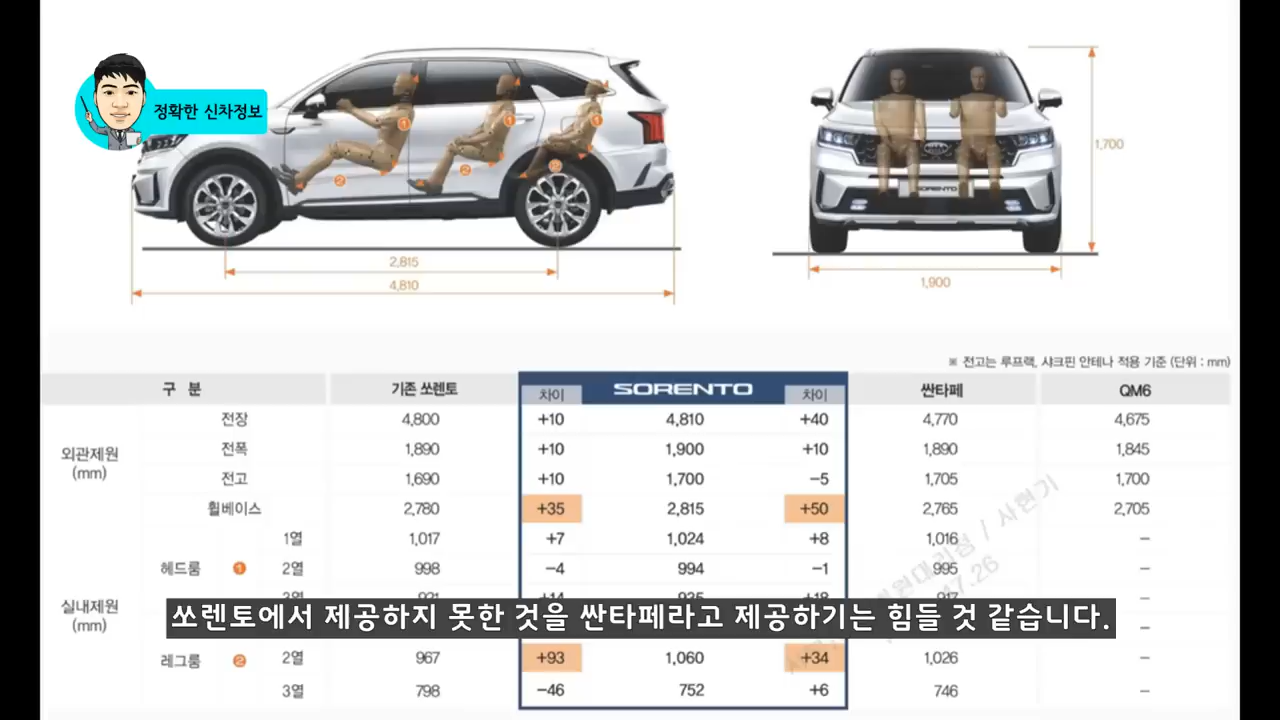 정확한 신차정보
1,700
2,815
4,810
1,900
※ 전고는 루프랙, 샤크핀 안테나 적용 기준 (단위 : mm)
구 분 기존 쏘렌토 차이 SORENTO 차이 싼타페 QM6
외관제원 (mm)
전장 4,800 +10 4,810 +40 4,770 4,675
전폭 1,890 +10 1,900 +10 1,890 1,845
전고 1,690 +10 1,700 -5 1,705 1,700
휠베이스 2,780 +35 2,815 +50 2,765 2,705
실내제원 (mm)
헤드룸 ❶
1열 1,017 +7 1,024 +8 1,016 -
2열 998 -4 994 -1 995 -
쏘렌토에서 제공하지 못한 것을 싼타페라고 제공하기는 힘들 것 같습니다.
레그룸 ❷
2열 967 +93 1,060 +34 1,026 -
3열 798 -46 752 +6 746 -